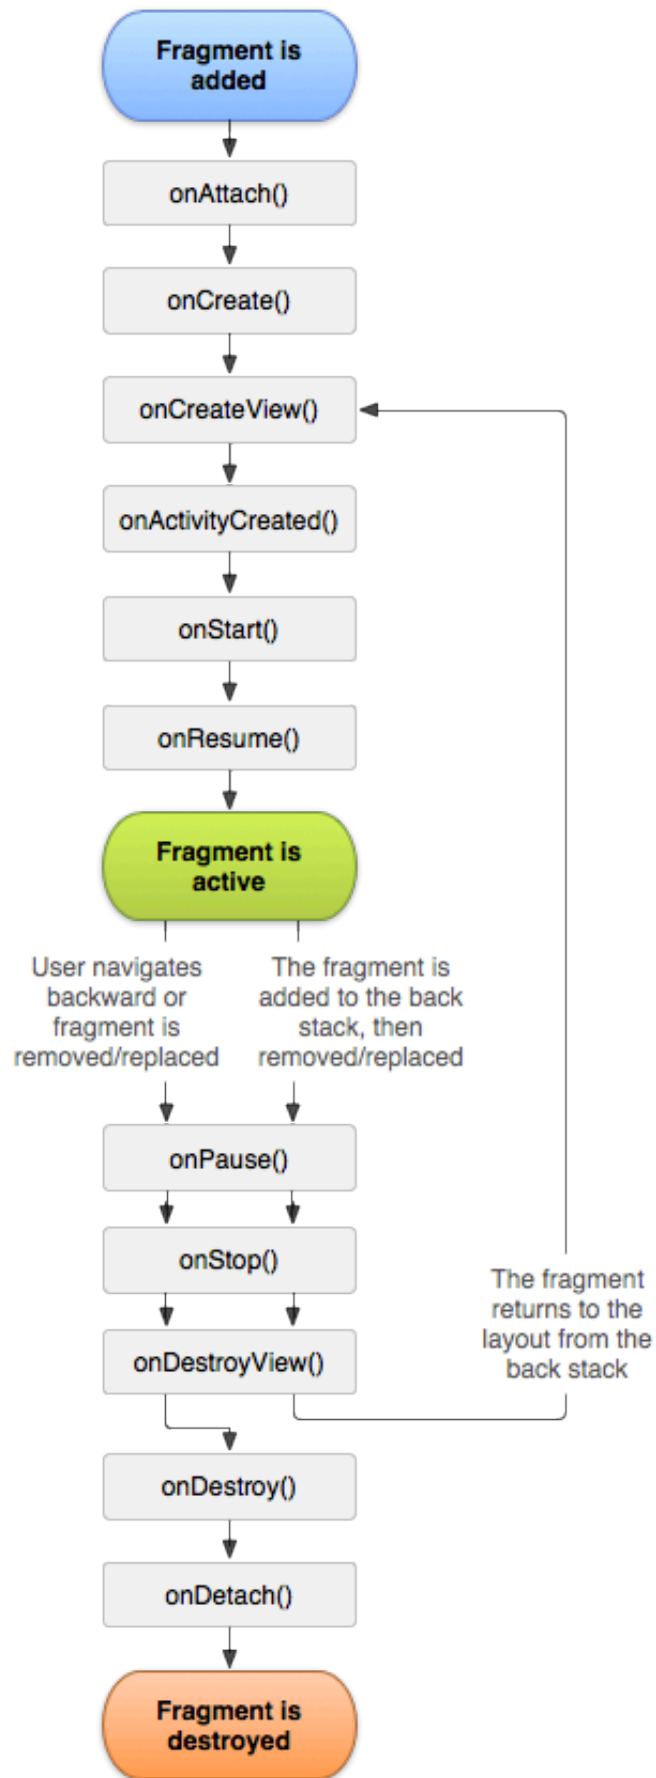 Fragment is
added
onAttach()
onCreate()
onCreateView()
onActivityCreated()
onStart()
onResume()
Fragment is
active
User navigates
backward or
fragment is
removed/replaced
The fragment is
added to the back
stack, then
removed/replaced
onPause()
onStop()
The fragment
returns to the
layout from the
back stack
onDestroyView()
onDestroy()
onDetach()
Fragment is
destroyed